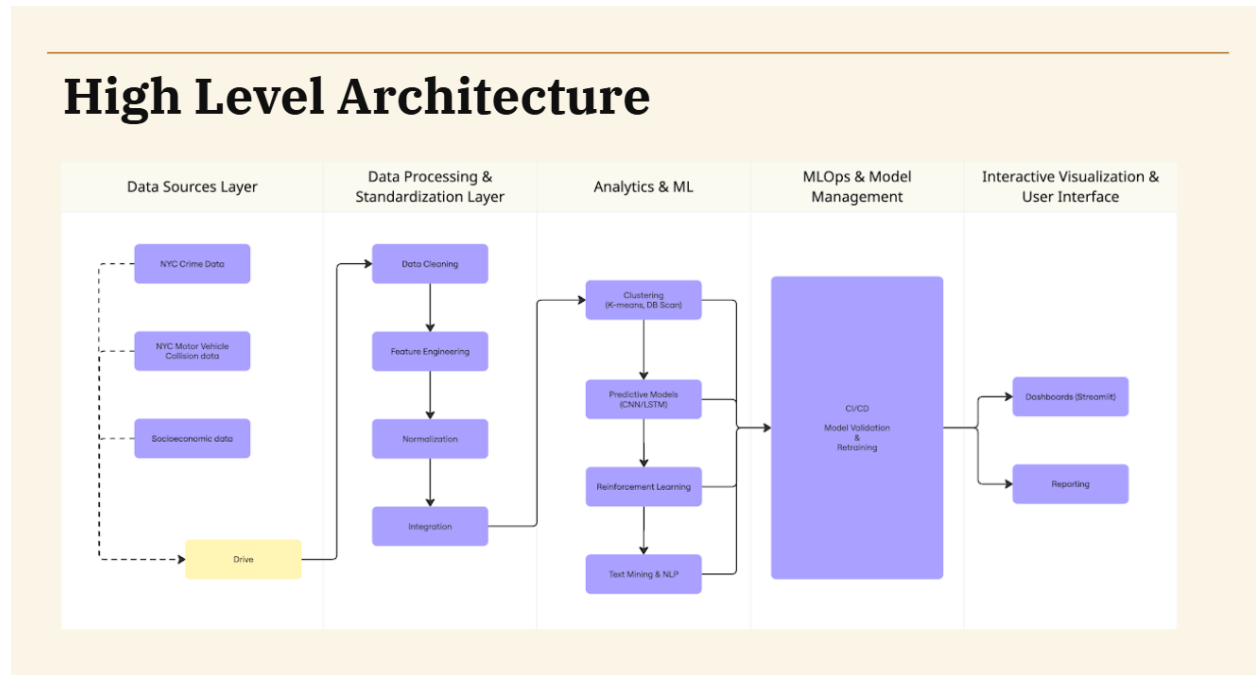 High Level Architecture
Data Sources Layer
Data Processing &
Standardization Layer
Analytics & ML
MLOps & Model
Management
Interactive Visualization &
User Interface
NYC Crime Data
NYC Motor Vehicle
Collision data
Socioeconomic data
Drive
Data Cleaning
Feature Engineering
Normalization
Integration
Clustering
(K-means, DB Scan)
Predictive Models
(CNN/LSTM)
Reinforcement Learning
Text Mining & NLP
CI/CD
Model Validation
&
Retraining
Dashboards (Streamlit)
Reporting